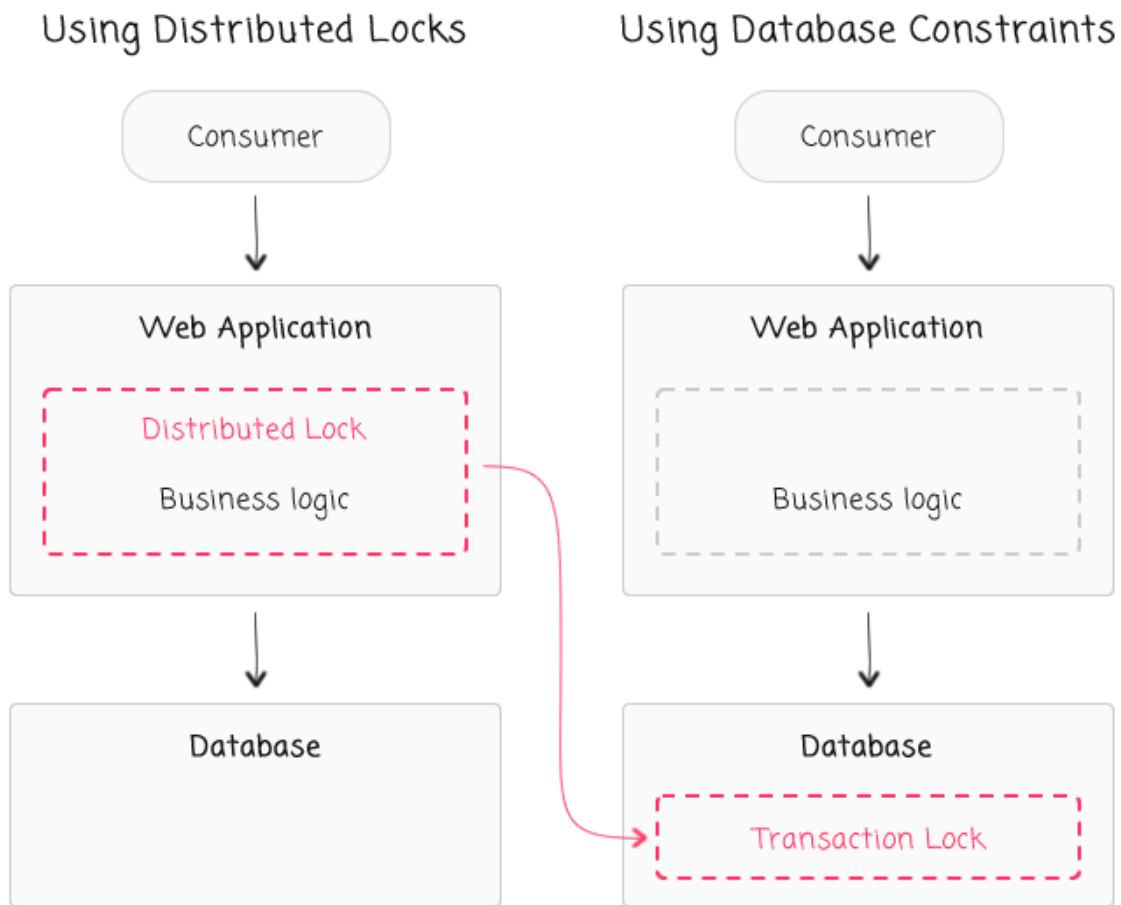 Using Distributed Locks
Consumer
Web Application
Distributed Lock
Business logic
Database
Using Database Constraints
Consumer
Web Application
Business logic
Database
Transaction Lock